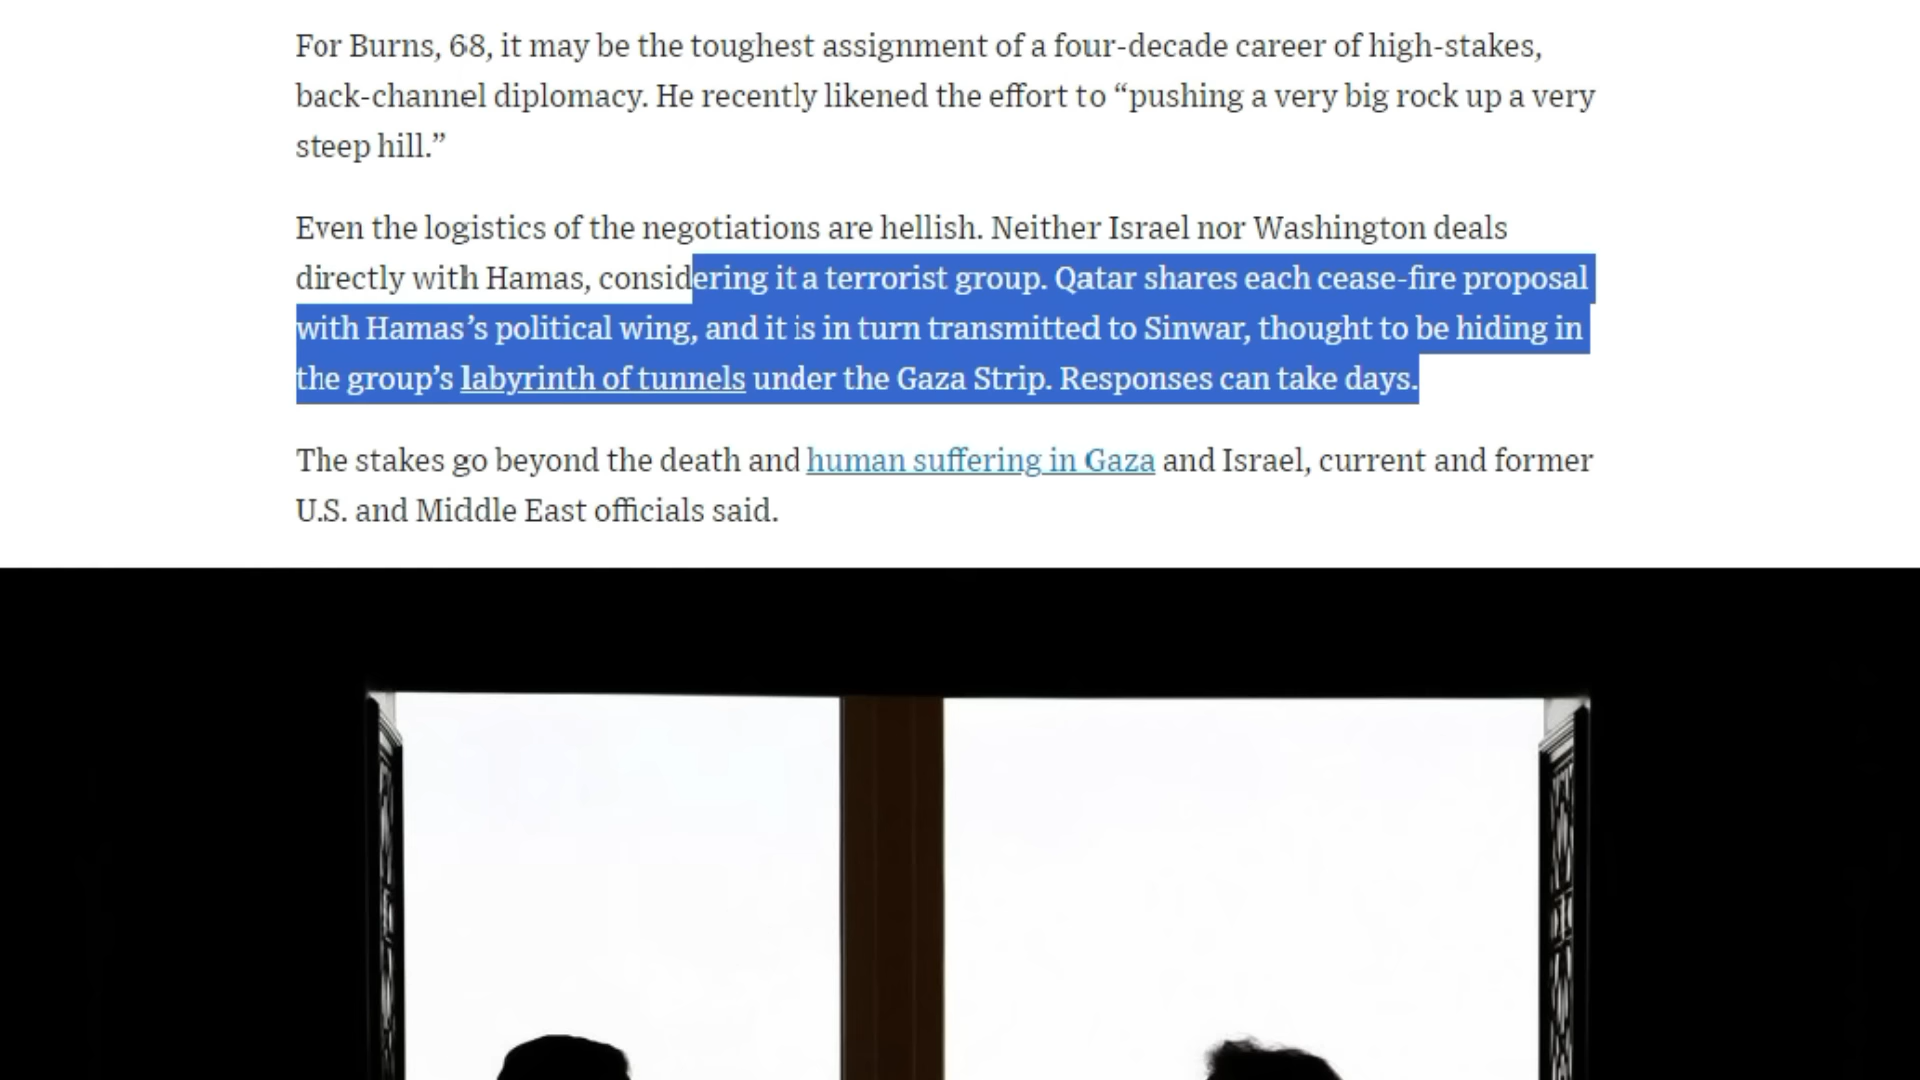 For Burns, 68, it may be the toughest assignment of a four-decade career of high-stakes,
back-channel diplomacy. He recently likened the effort to “pushing a very big rock up a very
steep hill.”
Even the logistics of the negotiations are hellish. Neither Israel nor Washington deals
directly with Hamas, considering it a terrorist group. Qatar shares each cease-fire proposal
with Hamas’s political wing, and it is in turn transmitted to Sinwar, thought to be hiding in
the group’s labyrinth of tunnels under the Gaza Strip. Responses can take days.
The stakes go beyond the death and human suffering in Gaza and Israel, current and former
U.S. and Middle East officials said.